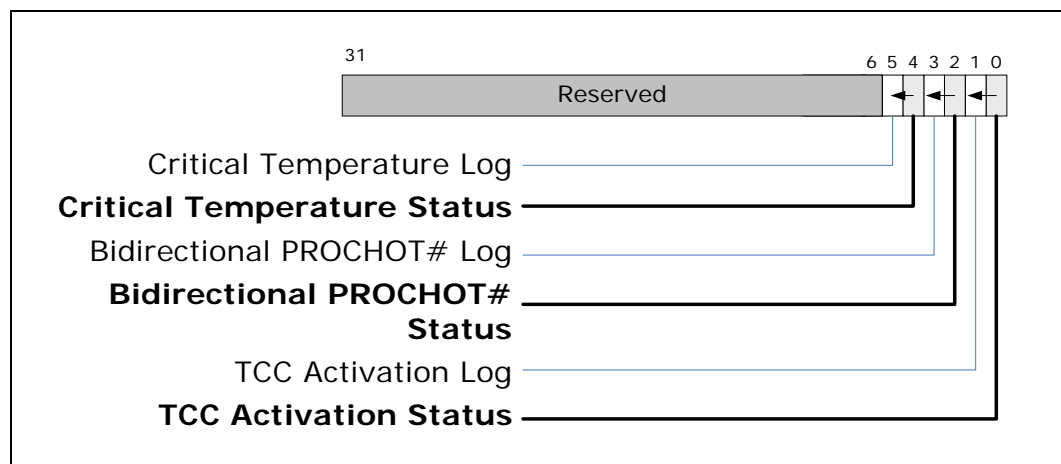 31 6 5 4 3 2 1 0
Reserved
Critical Temperature Log
Critical Temperature Status
Bidirectional PROCHOT# Log
Bidirectional PROCHOT#
Status
TCC Activation Log
TCC Activation Status